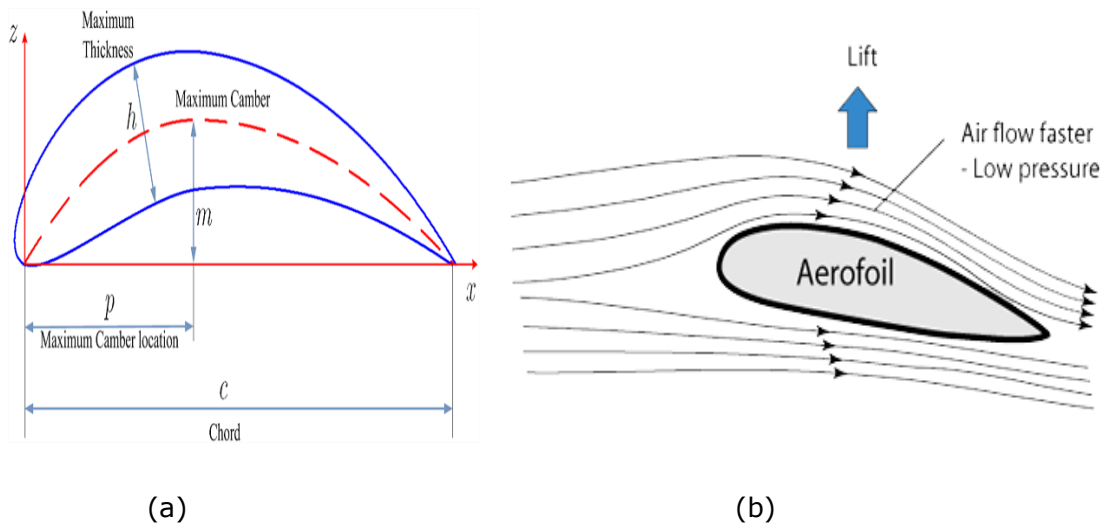 z
Maximum
Thickness
h
Maximum Camber
m
x
p
Maximum Camber location
c
Chord
(a)
Lift
Air flow faster
- Low pressure
Aerofoil
(b)